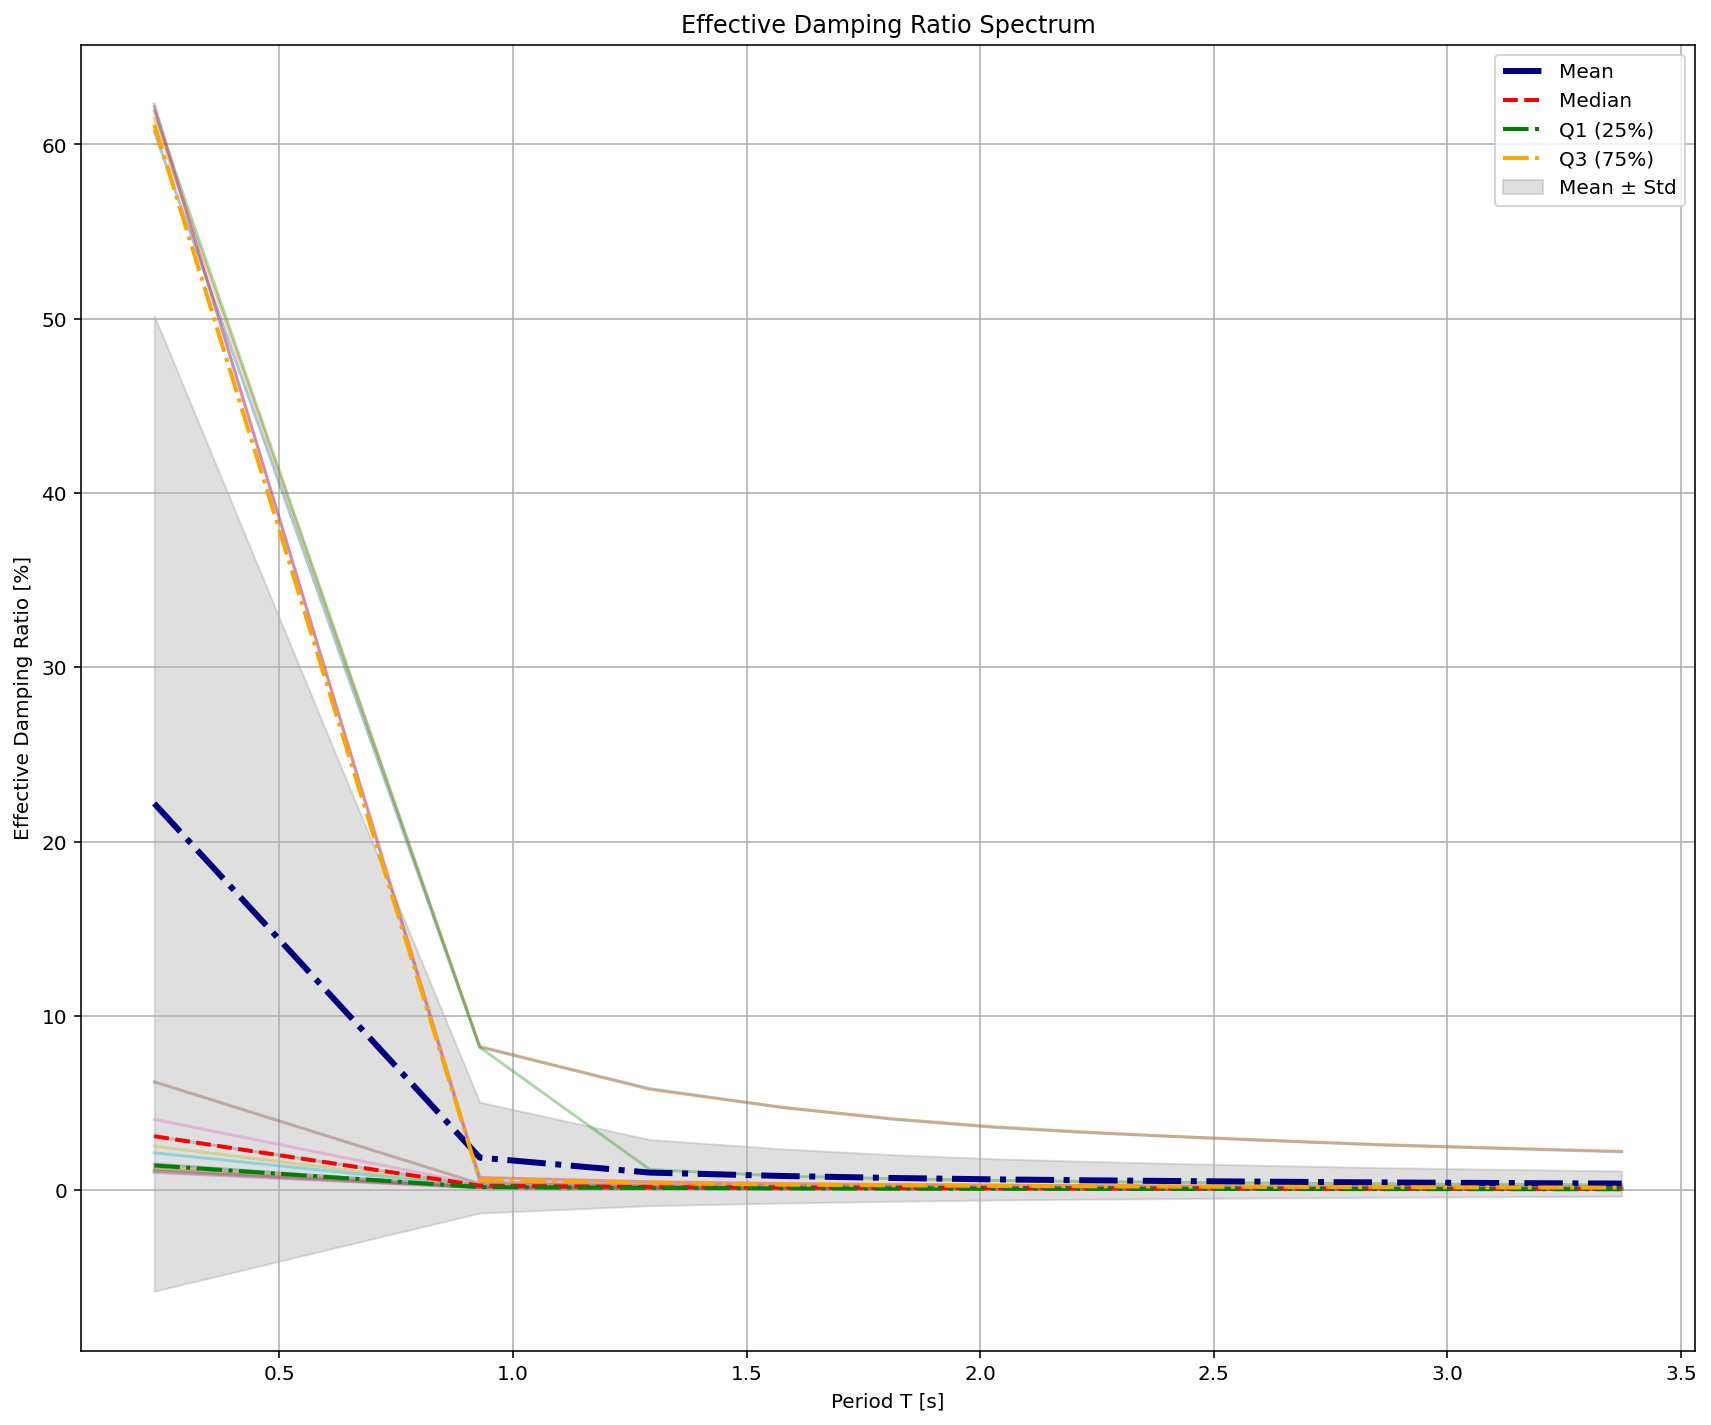 Effective Damping Ratio Spectrum
Mean
Median
Q1 (25%)
Q3 (75%)
Mean ± Std
Effective Damping Ratio [%]
60
50
40
30
20
10
0
0.5 1.0 1.5 2.0 2.5 3.0 3.5
Period T [s]